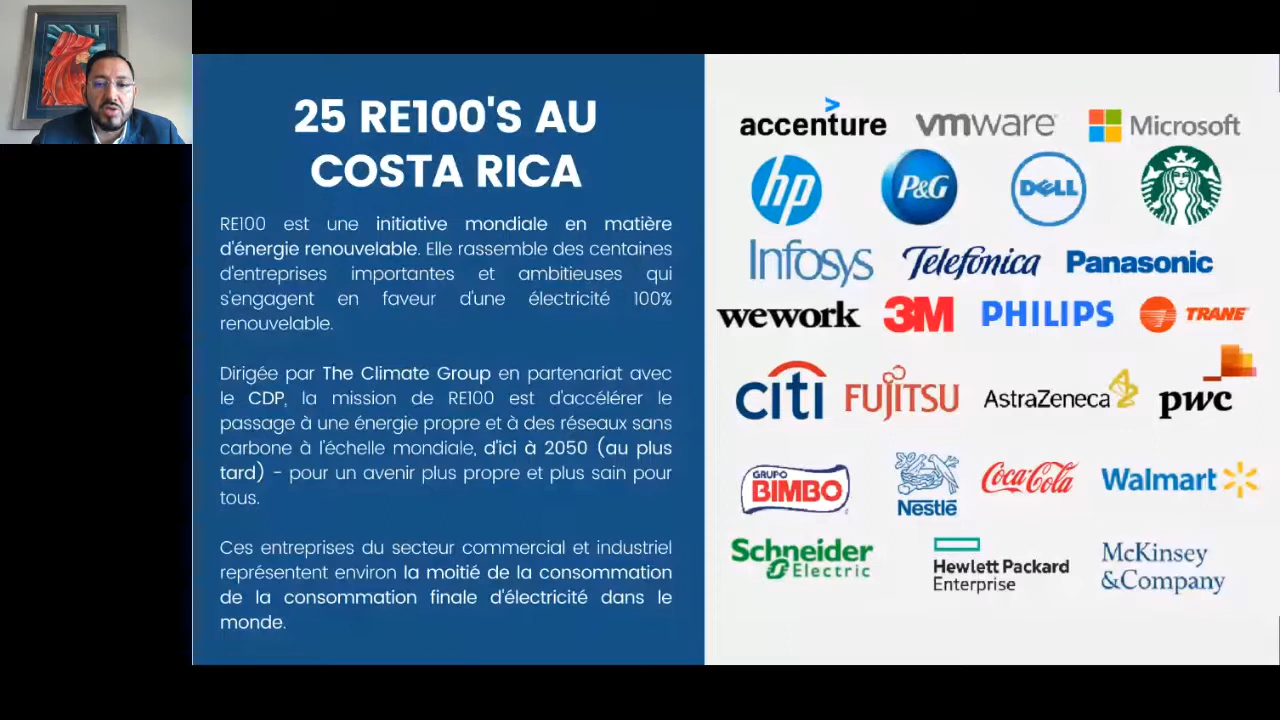 25 RE100'S AU
COSTA RICA
RE100 est une initiative mondiale en matière
d'énergie renouvelable. Elle rassemble des centaines
d'entreprises importantes et ambitieuses qui
s'engagent en faveur d'une électricité 100%
renouvelable.
Dirigée par The Climate Group en partenariat avec
le CDP, la mission de RE100 est d'accélérer le
passage à une énergie propre et à des réseaux sans
carbone à l'échelle mondiale, d'ici à 2050 (au plus
tard) - pour un avenir plus propre et plus sain pour
tous.
Ces entreprises du secteur commercial et industriel
représentent environ la moitié de la consommation
de la consommation finale d'électricité dans le
monde.
accenture vmware Microsoft
hp P&G DELL
Infosys Telefónica Panasonic
wework 3M PHILIPS TRANE
citi FUJITSU AstraZeneca pwc
GRUPO
BIMBO Nestlē Coca-Cola Walmart
Schneider
Electric
Hewlett Packard
Enterprise
McKinsey
&Company